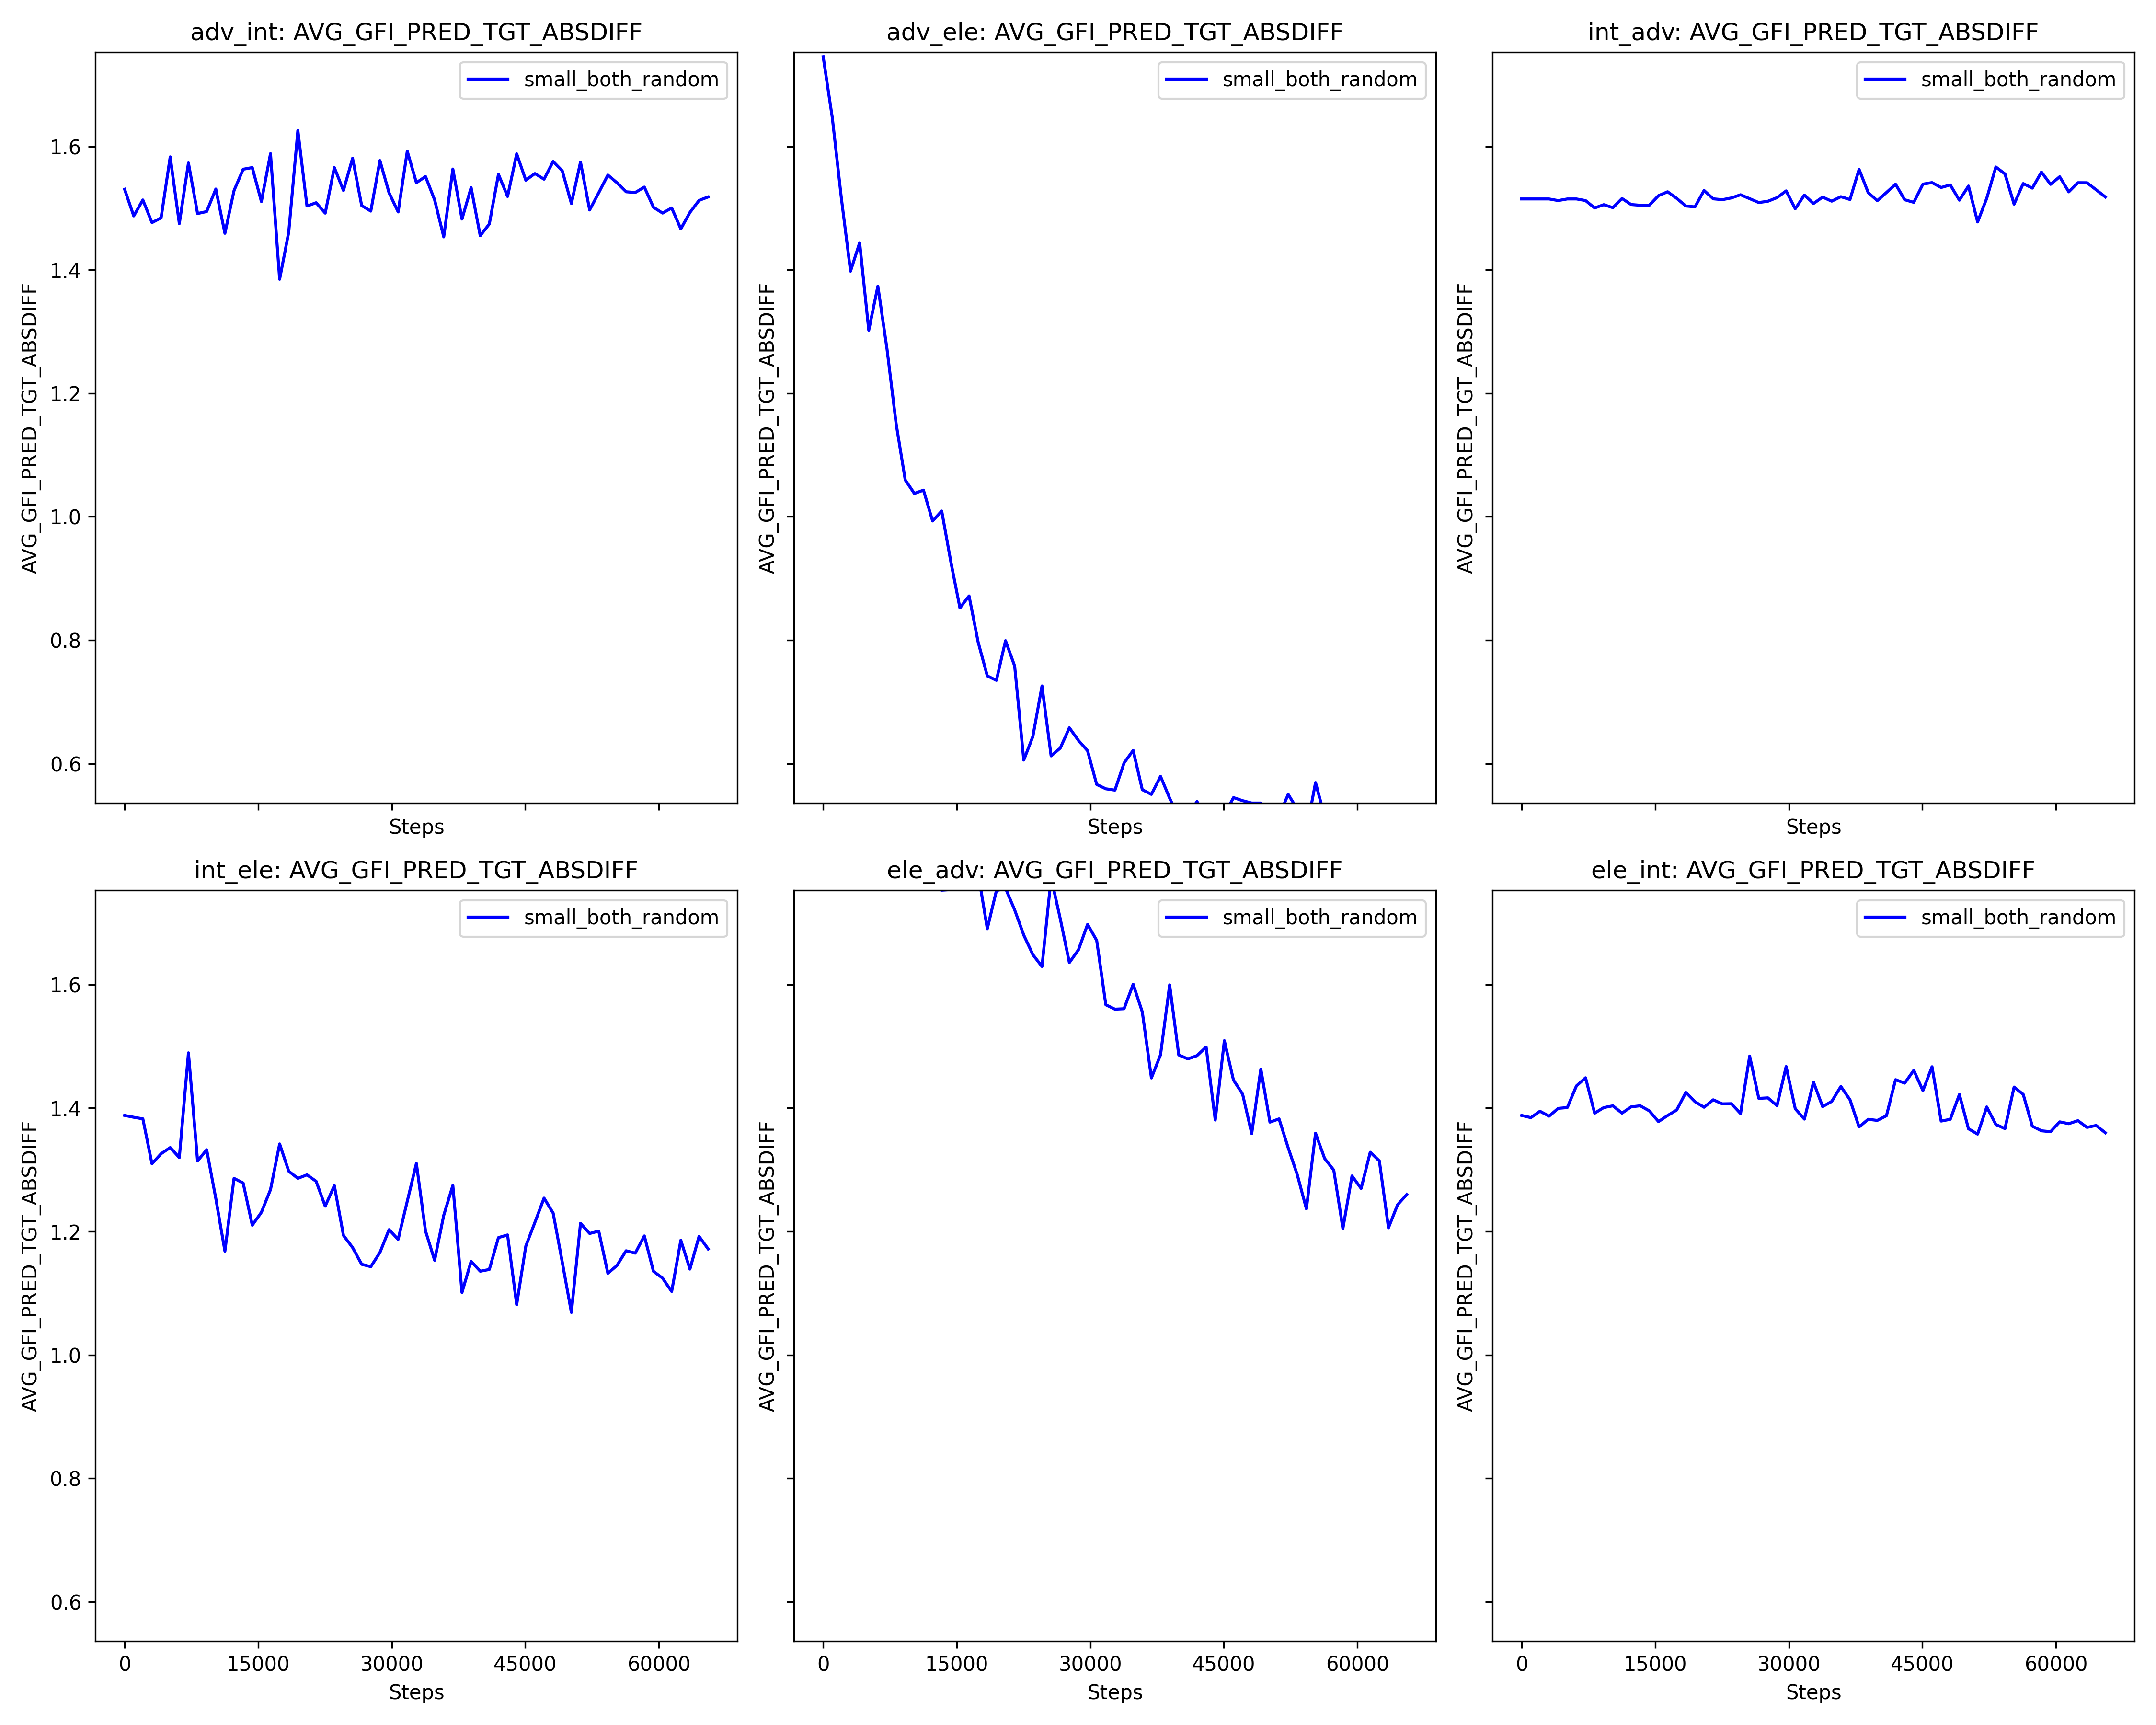 adv_int: AVG_GFI_PRED_TGT_ABSDIFF
adv_ele: AVG_GFI_PRED_TGT_ABSDIFF
int_adv: AVG_GFI_PRED_TGT_ABSDIFF
small_both_random
small_both_random
small_both_random
AVG_GFI_PRED_TGT_ABSDIFF
1.6
1.4
1.2
1.0
0.8
0.6
AVG_GFI_PRED_TGT_ABSDIFF
AVG_GFI_PRED_TGT_ABSDIFF
Steps
Steps
Steps
int_ele: AVG_GFI_PRED_TGT_ABSDIFF
ele_adv: AVG_GFI_PRED_TGT_ABSDIFF
ele_int: AVG_GFI_PRED_TGT_ABSDIFF
small_both_random
small_both_random
small_both_random
AVG_GFI_PRED_TGT_ABSDIFF
1.6
1.4
1.2
1.0
0.8
0.6
AVG_GFI_PRED_TGT_ABSDIFF
AVG_GFI_PRED_TGT_ABSDIFF
0 15000 30000 45000 60000
0 15000 30000 45000 60000
0 15000 30000 45000 60000
Steps
Steps
Steps